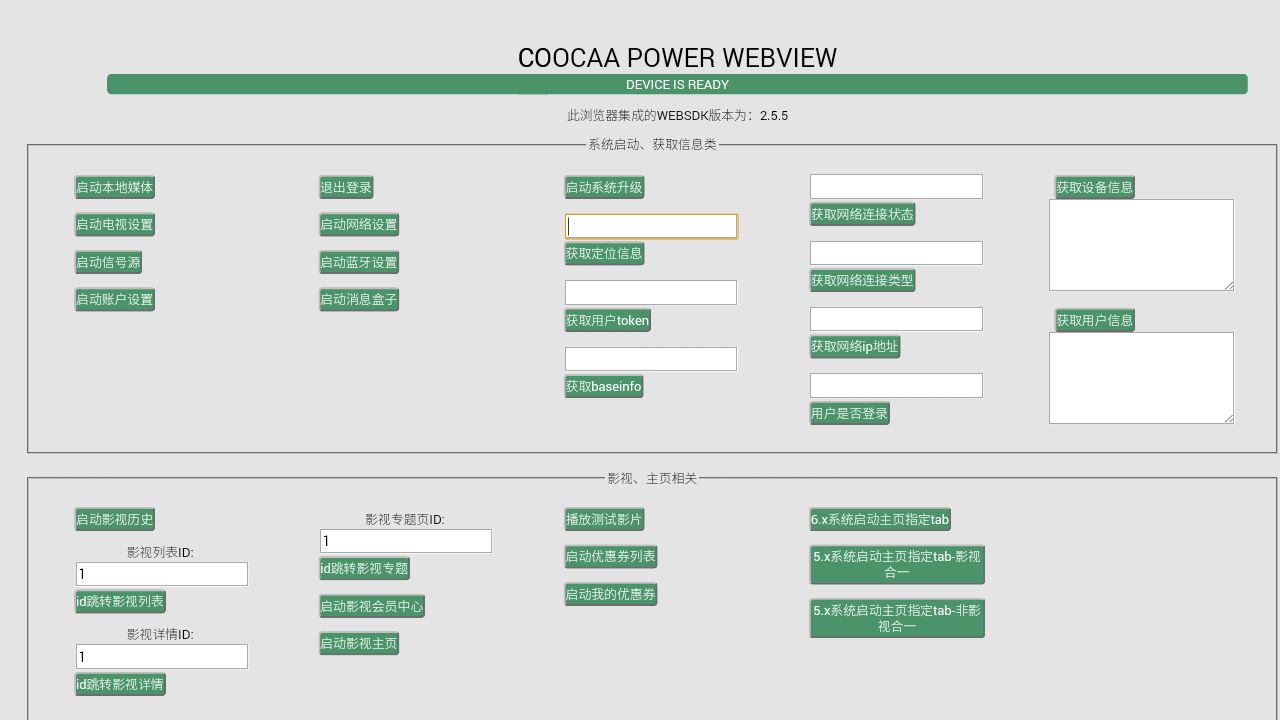 COOCAA POWER WEBVIEW
DEVICE IS READY
此浏览器集成的WEBSDK版本为：2.5.5
系统启动、获取信息类
启动本地媒体
启动电视设置
启动信号源
启动账户设置
退出登录
启动网络设置
启动蓝牙设置
启动消息盒子
启动系统升级
获取定位信息
获取用户token
获取baseinfo
获取网络连接状态
获取网络连接类型
获取网络ip地址
用户是否登录
获取设备信息
获取用户信息
影视、主页相关
启动影视历史
影视列表ID:
1
id跳转影视列表
影视详情ID:
1
id跳转影视详情
影视专题页ID:
1
id跳转影视专题
启动影视会员中心
启动影视主页
播放测试影片
启动优惠券列表
启动我的优惠券
6.x系统启动主页指定tab
5.x系统启动主页指定tab-影视
合一
5.x系统启动主页指定tab-非影
视合一